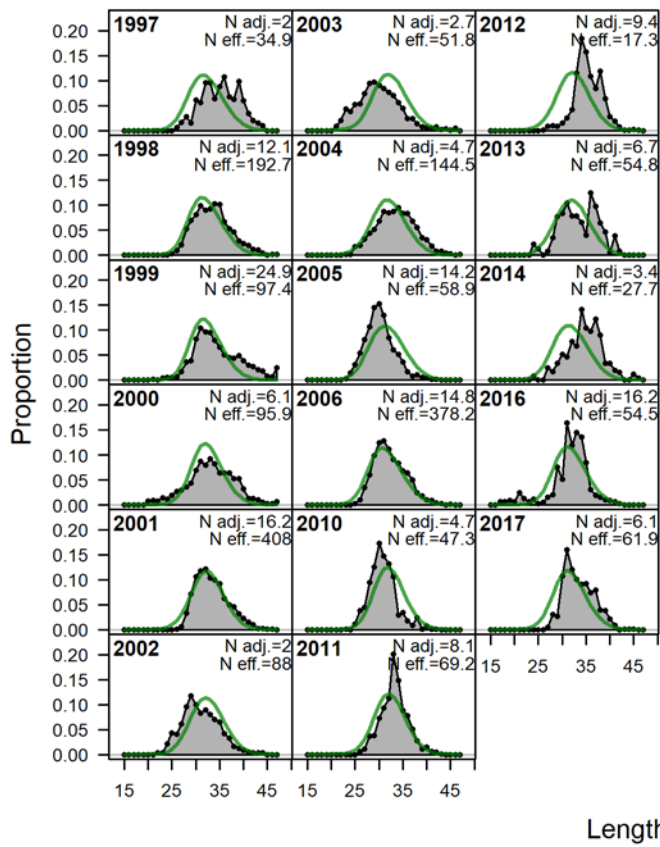 1997 N adj.=2
N eff.=34.9
2003 N adj.=2.7
N eff.=51.8
2012 N adj.=9.4
N eff.=17.3
0.20
0.15
0.10
0.05
0.00
1998 N adj.=12.1
N eff.=192.7
2004 N adj.=4.7
N eff.=144.5
2013 N adj.=6.7
N eff.=54.8
0.20
0.15
0.10
0.05
0.00
1999 N adj.=24.9
N eff.=97.4
2005 N adj.=14.2
N eff.=58.9
2014 N adj.=3.4
N eff.=27.7
0.20
0.15
0.10
0.05
0.00
Proportion
2000 N adj.=6.1
N eff.=95.9
2006 N adj.=14.8
N eff.=378.2
2016 N adj.=16.2
N eff.=54.5
0.20
0.15
0.10
0.05
0.00
2001 N adj.=16.2
N eff.=408
2010 N adj.=4.7
N eff.=47.3
2017 N adj.=6.1
N eff.=61.9
0.20
0.15
0.10
0.05
0.00
15 25 35 45
2002 N adj.=2
N eff.=88
2011 N adj.=8.1
N eff.=69.2
0.20
0.15
0.10
0.05
0.00
15 25 35 45 15 25 35 45
Length